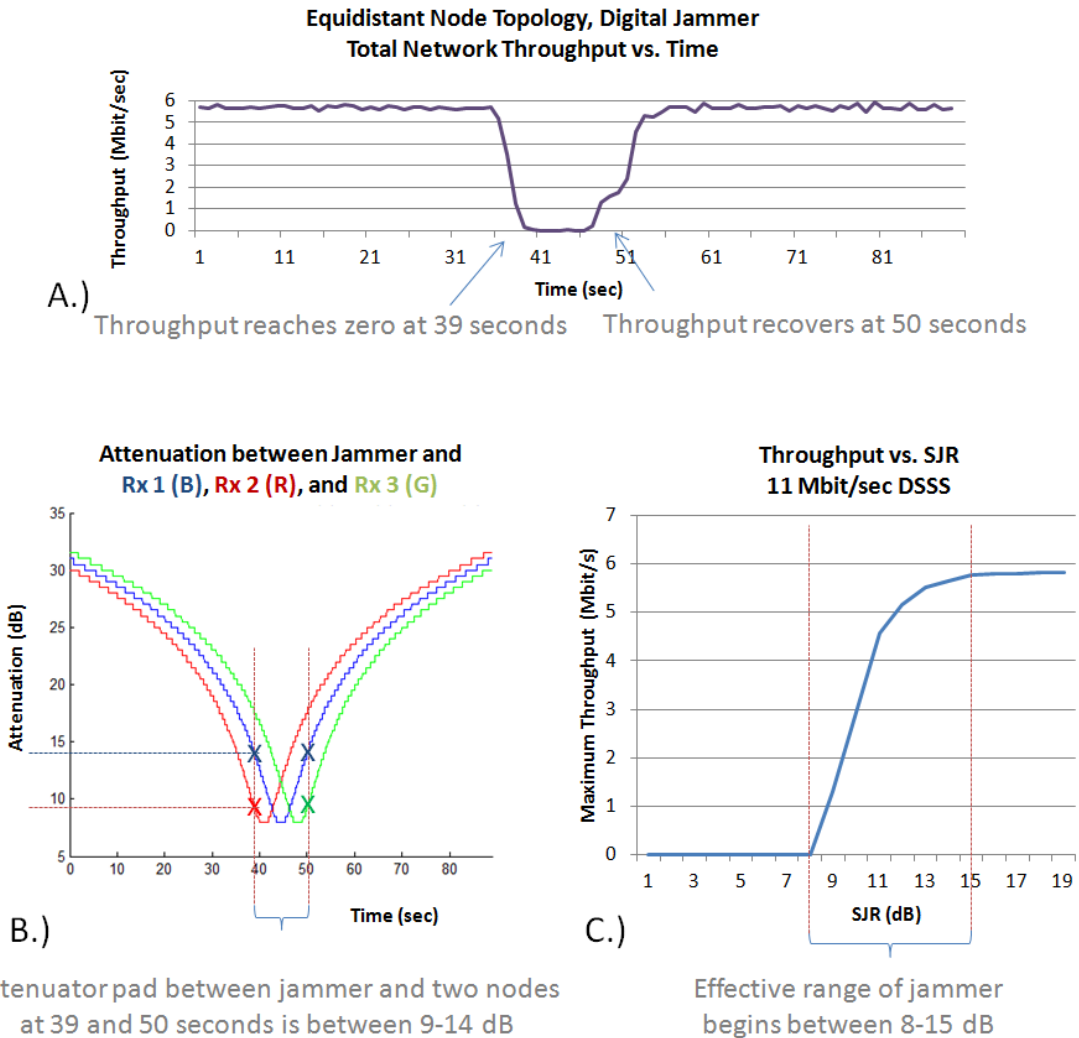 Equidistant Node Topology, Digital Jammer
Total Network Throughput vs. Time
Throughput (Mbit/sec)
6
5
4
3
2
1
0
1 11 21 31 41 51 61 71 81
Time (sec)
A.)
Throughput reaches zero at 39 seconds
Throughput recovers at 50 seconds
Attenuation between Jammer and
Rx 1 (B), Rx 2 (R), and Rx 3 (G)
Attenuation (dB)
35
30
25
20
15
10
5
0 10 20 30 40 50 60 70 80
Time (sec)
B.)
tenuator pad between jammer and two nodes
at 39 and 50 seconds is between 9-14 dB
Throughput vs. SJR
11 Mbit/sec DSSS
Maximum Throughput (Mbit/s)
7
6
5
4
3
2
1
0
1 3 5 7 9 11 13 15 17 19
SJR (dB)
C.)
Effective range of jammer
begins between 8-15 dB